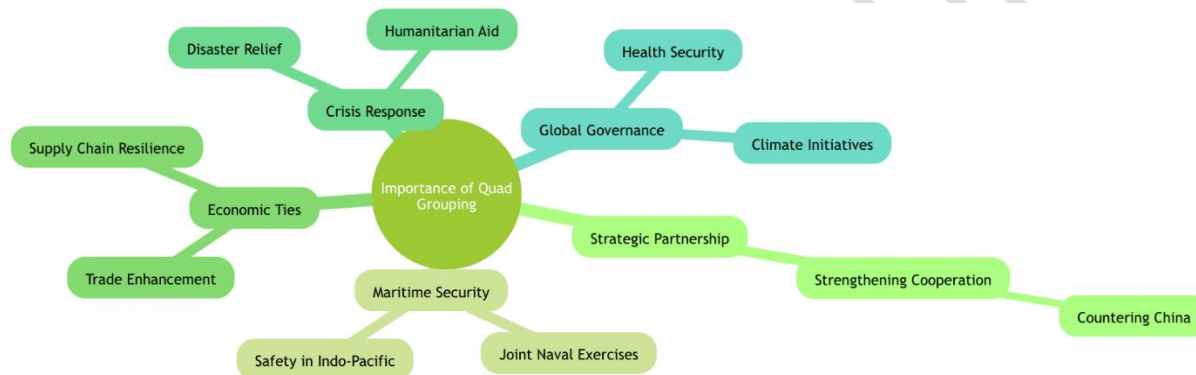 Humanitarian Aid
Disaster Relief
Health Security
Crisis Response
Global Governance
Supply Chain Resilience
Climate Initiatives
Importance of Quad
Grouping
Economic Ties
Strategic Partnership
Trade Enhancement
Strengthening Cooperation
Maritime Security
Countering China
Safety in Indo-Pacific
Joint Naval Exercises